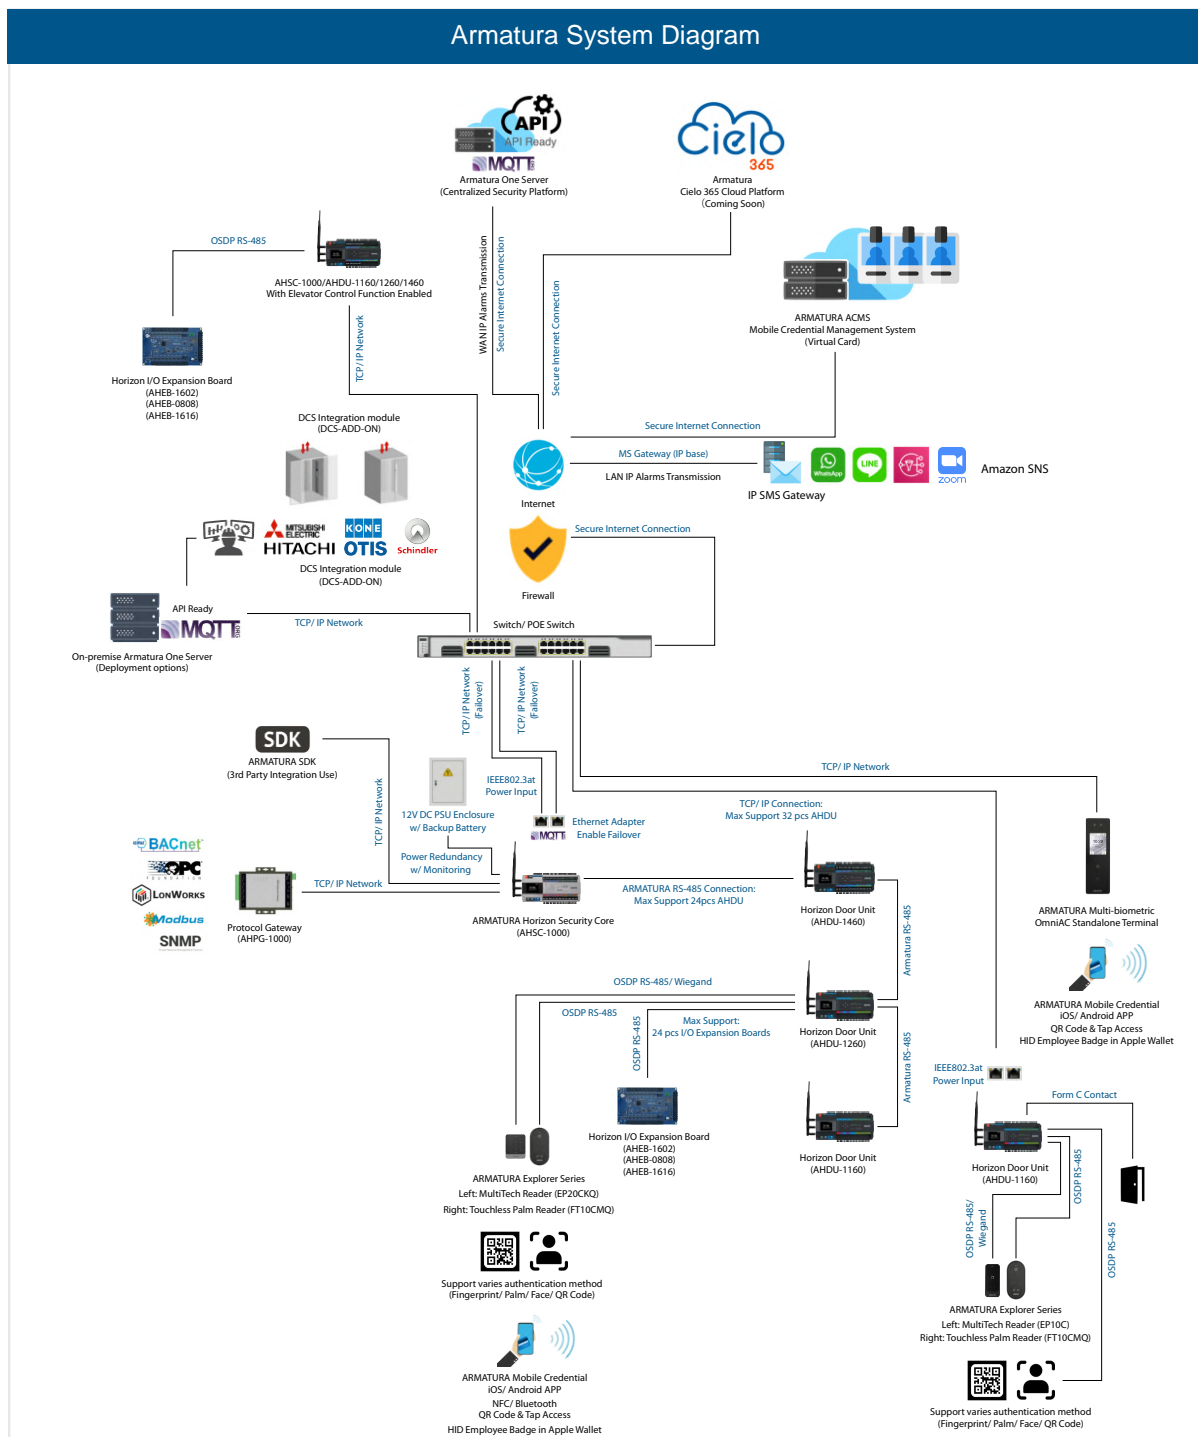 Armatura System Diagram
API
API Ready
MQTT
Armatura One Server
(Centralized Security Platform)
Cielo
365
Armatura
Cielo 365 Cloud Platform
(Coming Soon)
OSDP RS-485
AHSC-1000/AHDU-1160/1260/1460
With Elevator Control Function Enabled
WAN IP Alarms Transmission
Secure Internet Connection
Secure Internet Connection
TCP/ IP Network
ARMATURA ACMS
Mobile Credential Management System
(Virtual Card)
Horizon I/O Expansion Board
(AHEB-1602)
(AHEB-0808)
(AHEB-1616)
DCS Integration module
(DCS-ADD-ON)
Secure Internet Connection
MS Gateway (IP base)
LAN IP Alarms Transmission
Internet
WhatsApp
LINE
zoom
Amazon SNS
IP SMS Gateway
MITSUBISHI
ELECTRIC
HITACHI
KONE
OTIS
Schindler
DCS Integration module
(DCS-ADD-ON)
Secure Internet Connection
Firewall
API Ready
MQTT.ORG
TCP/ IP Network
On-premise Armatura One Server
(Deployment options)
Switch/ POE Switch
TCP/ IP Network
(Failover)
TCP/ IP Network
(Failover)
SDK
ARMATURA SDK
(3rd Party Integration Use)
TCP/ IP Network
IEEE802.3at
Power Input
12V DC PSU Enclosure
w/ Backup Battery
Ethernet Adapter
Enable Failover
MQTT
Power Redundancy
w/ Monitoring
TCP/ IP Connection:
Max Support 32 pcs AHDU
TCP/ IP Network
BACnet
OPC
FOUNDATION
LONWORKS
Modbus
SNMP
TCP/ IP Network
Protocol Gateway
(AHPG-1000)
ARMATURA Horizon Security Core
(AHSC-1000)
ARMATURA RS-485 Connection:
Max Support 24pcs AHDU
Horizon Door Unit
(AHDU-1460)
Armatura RS-485
ARMATURA Multi-biometric
OmniAC Standalone Terminal
ARMATURA Mobile Credential
iOS/ Android APP
QR Code & Tap Access
HID Employee Badge in Apple Wallet
OSDP RS-485/ Wiegand
OSDP RS-485
OSDP RS-485
Max Support:
24 pcs I/O Expansion Boards
Horizon Door Unit
(AHDU-1260)
Armatura RS-485
Horizon I/O Expansion Board
(AHEB-1602)
(AHEB-0808)
(AHEB-1616)
Horizon Door Unit
(AHDU-1160)
IEEE802.3at
Power Input
Form C Contact
Horizon Door Unit
(AHDU-1160)
OSDP RS-485/
Wiegand
OSDP RS-485
OSDP RS-485
ARMATURA Explorer Series
Left: MultiTech Reader (EP20CKQ)
Right: Touchless Palm Reader (FT10CMQ)
Support varies authentication method
(Fingerprint/ Palm/ Face/ QR Code)
ARMATURA Mobile Credential
iOS/ Android APP
NFC/ Bluetooth
QR Code & Tap Access
HID Employee Badge in Apple Wallet
ARMATURA Explorer Series
Left: MultiTech Reader (EP10C)
Right: Touchless Palm Reader (FT10CMQ)
Support varies authentication method
(Fingerprint/ Palm/ Face/ QR Code)